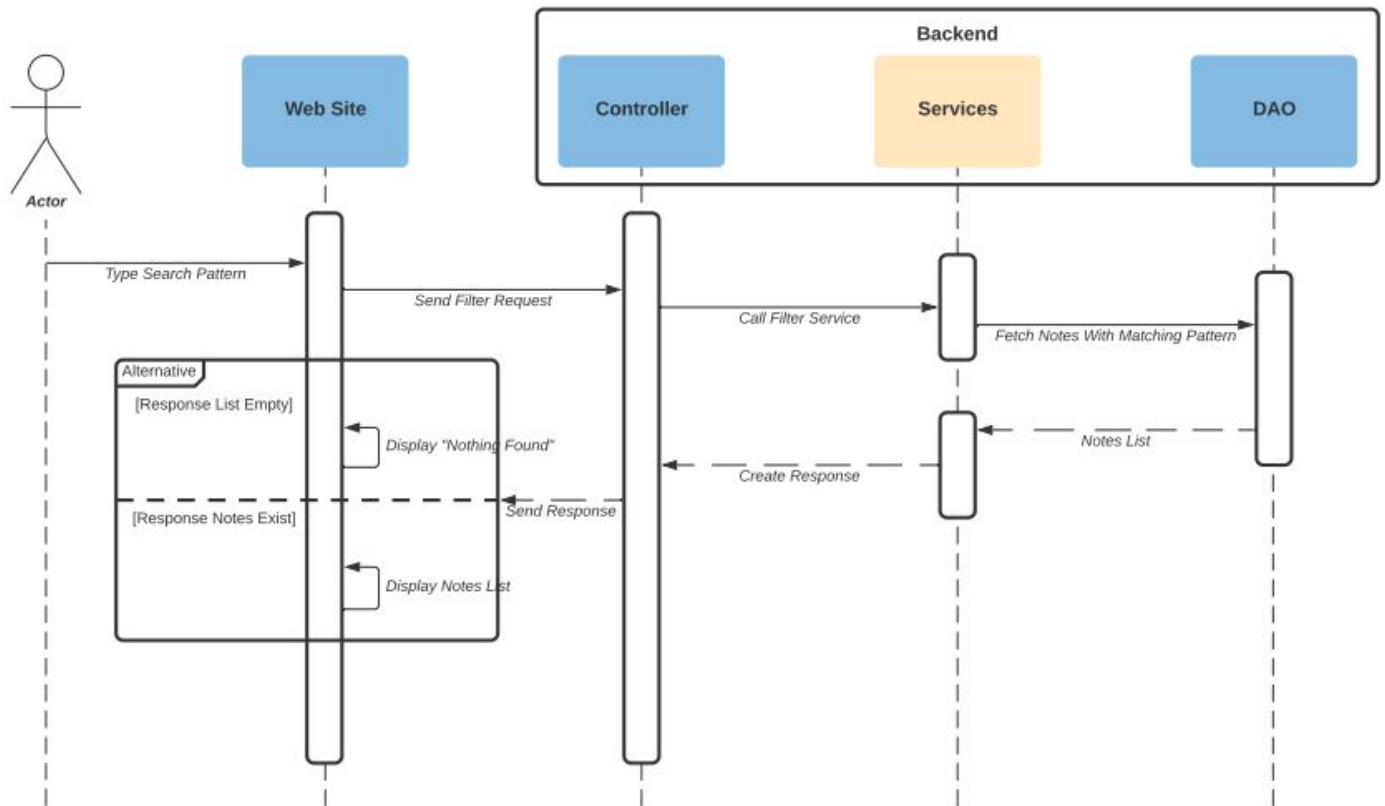 Backend
Web Site
Controller
Services
DAO
Actor
Type Search Pattern
Send Filter Request
Call Filter Service
Fetch Notes With Matching Pattern
Alternative
[Response List Empty]
Display "Nothing Found"
Notes List
Create Response
Send Response
[Response Notes Exist]
Display Notes List